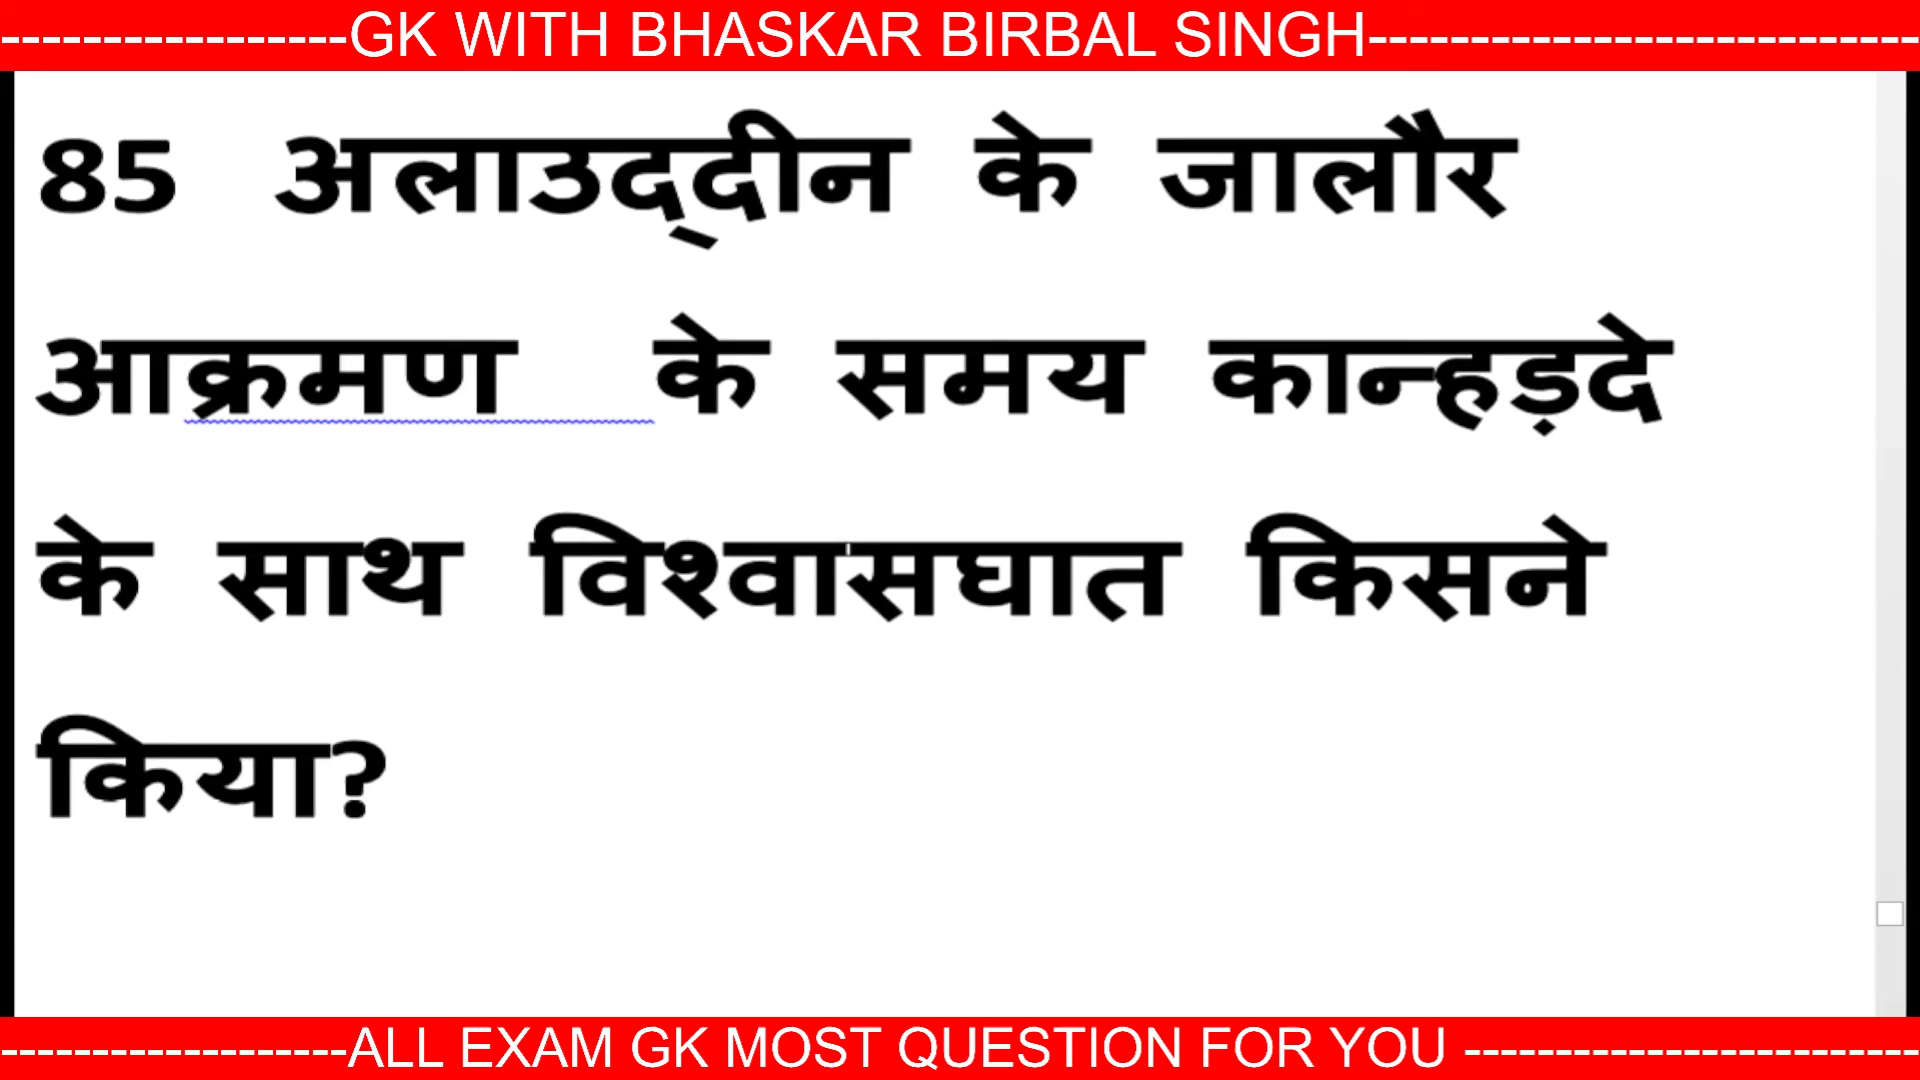 -----------------GK WITH BHASKAR BIRBAL SINGH---------------------------
85 अलाउद्दीन के जालौर
आक्रमण के समय कान्हड़दे
के साथ विश्वासघात किसने
किया?
-------------------ALL EXAM GK MOST QUESTION FOR YOU -------------------------